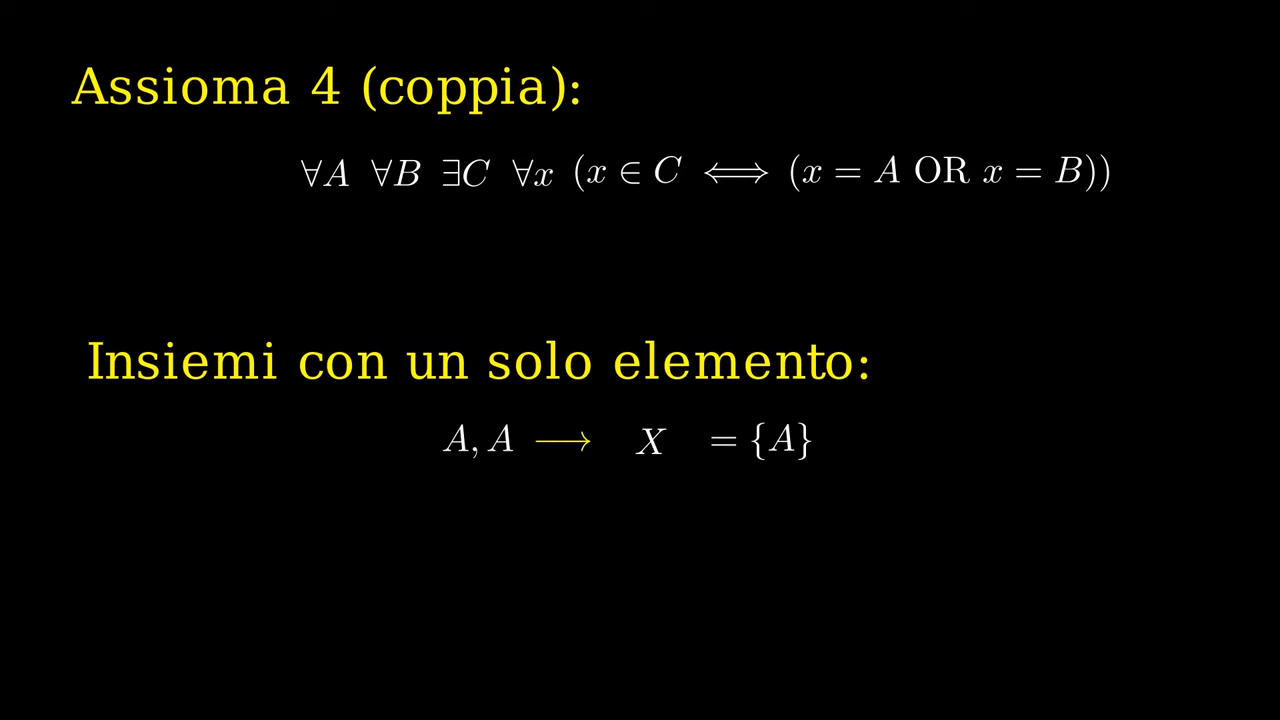 Assioma 4 (coppia):
∀A ∀B ∃C ∀x (x ∈ C ⟺ (x = A OR x = B))
Insiemi con un solo elemento:
A, A ⟶ X = {A}